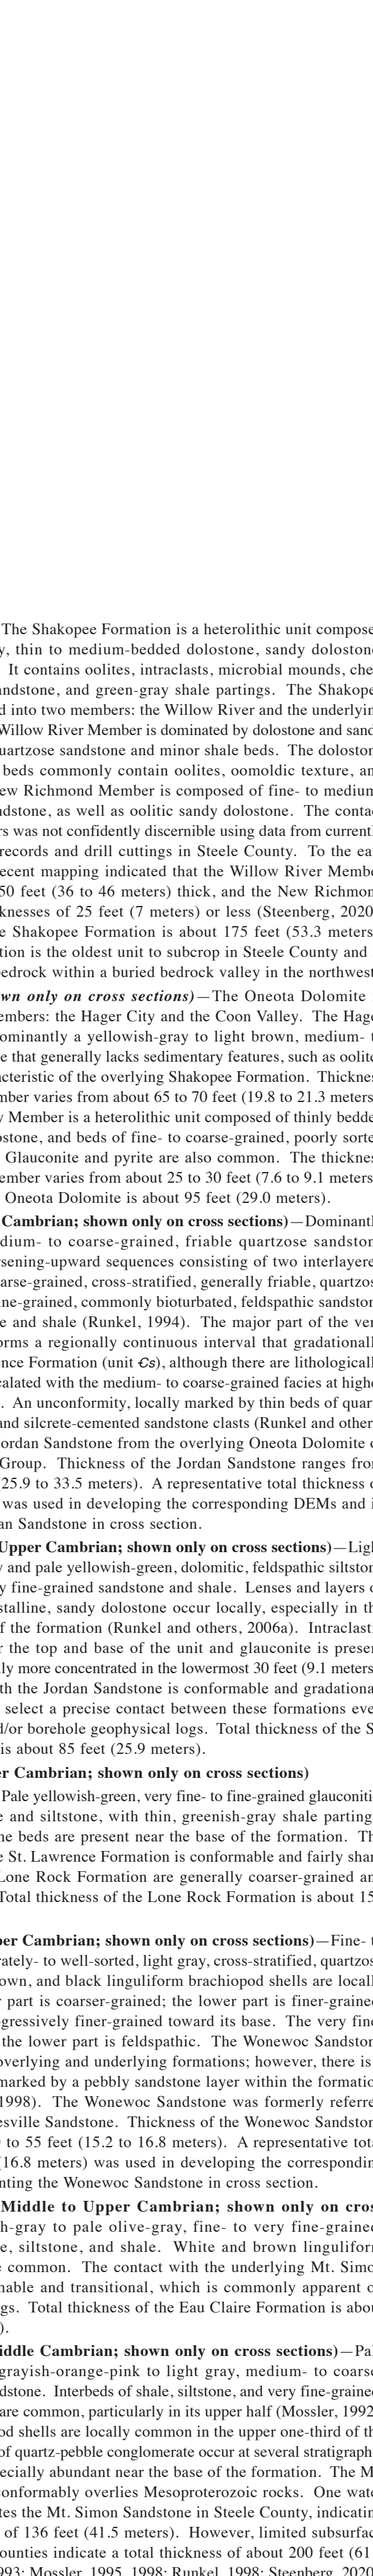 The Shakopee Formation is a heterolithic unit compose
y, thin to medium-bedded dolostone, sandy dolostone
It contains oolites, intraclasts, microbial mounds, che
andstone, and green-gray shale partings. The Shakope
d into two members: the Willow River and the underlyin
Willow River Member is dominated by dolostone and sand
uartzose sandstone and minor shale beds. The doloston
beds commonly contain oolites, oomoldic texture, an
ew Richmond Member is composed of fine- to medium
ndstone, as well as oolitic sandy dolostone. The conta
rs was not confidently discernible using data from currentl
records and drill cuttings in Steele County. To the ea
recent mapping indicated that the Willow River Membe
50 feet (36 to 46 meters) thick, and the New Richmon
knesses of 25 feet (7 meters) or less (Steenberg, 2020
e Shakopee Formation is about 175 feet (53.3 meters
tion is the oldest unit to subcrop in Steele County and
bedrock within a buried bedrock valley in the northwest
wn only on cross sections)—The Oneota Dolomite
embers: the Hager City and the Coon Valley. The Hage
ominantly a yellowish-gray to light brown, medium- t
e that generally lacks sedimentary features, such as oolite
acteristic of the overlying Shakopee Formation. Thicknes
mber varies from about 65 to 70 feet (19.8 to 21.3 meters
y Member is a heterolithic unit composed of thinly bedde
ostone, and beds of fine- to coarse-grained, poorly sorte
Glauconite and pyrite are also common. The thicknes
ember varies from about 25 to 30 feet (7.6 to 9.1 meters
Oneota Dolomite is about 95 feet (29.0 meters).
Cambrian; shown only on cross sections)—Dominantl
dium- to coarse-grained, friable quartzose sandston
rsening-upward sequences consisting of two interlayere
arse-grained, cross-stratified, generally friable, quartzos
ine-grained, commonly bioturbated, feldspathic sandston
e and shale (Runkel, 1994). The major part of the ver
orms a regionally continuous interval that gradationall
ence Formation (unit Єs), although there are lithologicall
calated with the medium- to coarse-grained facies at highe
. An unconformity, locally marked by thin beds of quar
and silcrete-cemented sandstone clasts (Runkel and other
ordan Sandstone from the overlying Oneota Dolomite o
Group. Thickness of the Jordan Sandstone ranges fro
(25.9 to 33.5 meters). A representative total thickness o
was used in developing the corresponding DEMs and i
an Sandstone in cross section.
Upper Cambrian; shown only on cross sections)—Ligh
y and pale yellowish-green, dolomitic, feldspathic siltston
y fine-grained sandstone and shale. Lenses and layers o
stalline, sandy dolostone occur locally, especially in th
f the formation (Runkel and others, 2006a). Intraclasti
r the top and base of the unit and glauconite is presen
lly more concentrated in the lowermost 30 feet (9.1 meters
th the Jordan Sandstone is conformable and gradationa
select a precise contact between these formations eve
d/or borehole geophysical logs. Total thickness of the S
is about 85 feet (25.9 meters).
er Cambrian; shown only on cross sections)
Pale yellowish-green, very fine- to fine-grained glauconiti
e and siltstone, with thin, greenish-gray shale parting
ne beds are present near the base of the formation. Th
e St. Lawrence Formation is conformable and fairly shar
Lone Rock Formation are generally coarser-grained an
Total thickness of the Lone Rock Formation is about 15
per Cambrian; shown only on cross sections)—Fine- t
rately- to well-sorted, light gray, cross-stratified, quartzos
own, and black linguliform brachiopod shells are locall
r part is coarser-grained; the lower part is finer-graine
gressively finer-grained toward its base. The very fine
the lower part is feldspathic. The Wonewoc Sandston
overlying and underlying formations; however, there is
marked by a pebbly sandstone layer within the formatio
1998). The Wonewoc Sandstone was formerly referre
esville Sandstone. Thickness of the Wonewoc Sandston
to 55 feet (15.2 to 16.8 meters). A representative tota
(16.8 meters) was used in developing the correspondin
nting the Wonewoc Sandstone in cross section.
Middle to Upper Cambrian; shown only on cros
h-gray to pale olive-gray, fine- to very fine-grained
e, siltstone, and shale. White and brown linguliform
e common. The contact with the underlying Mt. Simo
mable and transitional, which is commonly apparent o
gs. Total thickness of the Eau Claire Formation is abou
).
iddle Cambrian; shown only on cross sections)—Pal
grayish-orange-pink to light gray, medium- to coarse
dstone. Interbeds of shale, siltstone, and very fine-graine
are common, particularly in its upper half (Mossler, 1992
od shells are locally common in the upper one-third of th
of quartz-pebble conglomerate occur at several stratigraph
ecially abundant near the base of the formation. The M
conformably overlies Mesoproterozoic rocks. One wate
tes the Mt. Simon Sandstone in Steele County, indicatin
of 136 feet (41.5 meters). However, limited subsurfac
ounties indicate a total thickness of about 200 feet (61
993; Mossler, 1995, 1998; Runkel, 1998; Steenberg, 2020